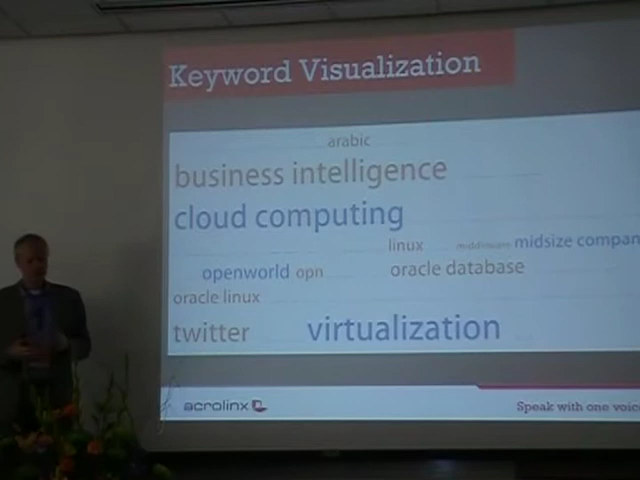 Keyword Visualization
arabic
business intelligence
cloud computing
linux middleware midsize compan
openworld opn oracle database
oracle linux
twitter virtualization
acrolinx Speak with one voic